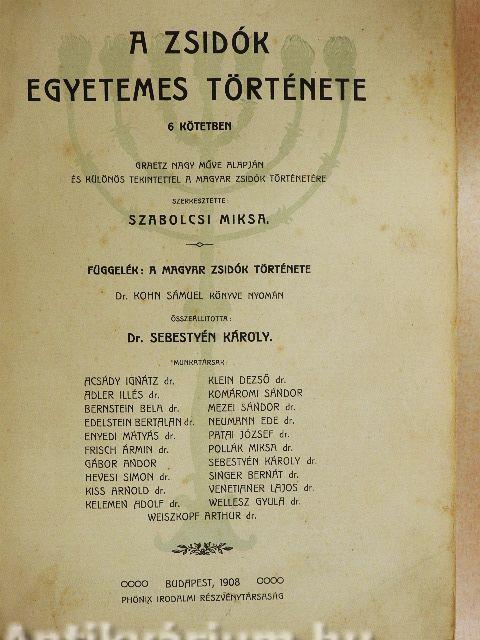 A ZSIDÓK
EGYETEMES TÖRTÉNETE
6 KÖTETBEN
GRAETZ NAGY MŰVE ALAPJÁN
ÉS KÜLÖNÖS TEKINTETTEL A MAGYAR ZSIDÓK TÖRTÉNETÉRE
SZERKESZTETTE:
SZABOLCSI MIKSA.
FÜGGELÉK: A MAGYAR ZSIDÓK TÖRTÉNETE
Dr. KOHN SÁMUEL KÖNYVE NYOMÁN
ÖSSZEÁLLITOTTA:
Dr. SEBESTYÉN KÁROLY.
MUNKATÁRSAK:
ACSÁDY IGNÁTZ dr.
ADLER ILLÉS dr.
BERNSTEIN BELA dr.
EDELSTEIN BERTALAN dr.
ENYEDI MÁTYÁS dr.
FRISCH ÁRMIN dr.
GÁBOR ANDOR
HEVESI SIMON dr.
KISS ARNOLD dr.
KELEMEN ADOLF dr.
KLEIN DEZSŐ dr.
KOMÁROMI SÁNDOR
MEZEI SÁNDOR dr.
NEUMANN EDE dr.
PATAI JÓZSEF dr.
POLLÁK MIKSA dr.
SEBESTYÉN KÁROLY dr.
SINGER BERNÁT dr.
VENETIANER LAJOS dr.
WELLESZ GYULA dr.
WEISZKOPF ARTHUR dr.
BUDAPEST, 1908
PHÖNIX IRODALMI RÉSZVÉNYTÁRSASÁG
Antikvárium.hu